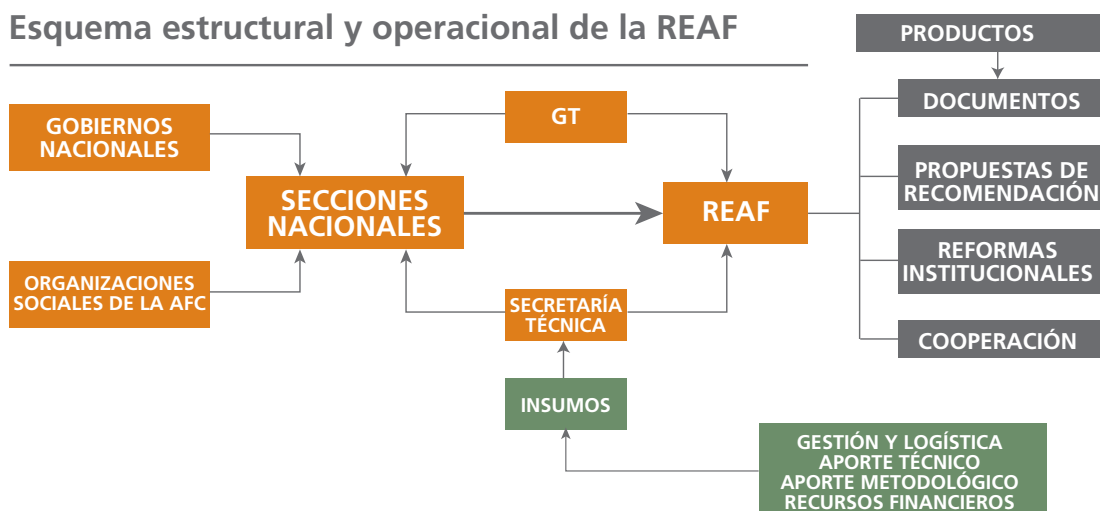 Esquema estructural y operacional de la REAF
PRODUCTOS
DOCUMENTOS
GOBIERNOS
NACIONALES
GT
PROPUESTAS DE
RECOMENDACIÓN
SECCIONES
NACIONALES
REAF
REFORMAS
INSTITUCIONALES
ORGANIZACIONES
SOCIALES DE LA AFC
SECRETARÍA
TÉCNICA
COOPERACIÓN
INSUMOS
GESTIÓN Y LOGÍSTICA
APORTE TÉCNICO
APORTE METODOLÓGICO
RECURSOS FINANCIEROS